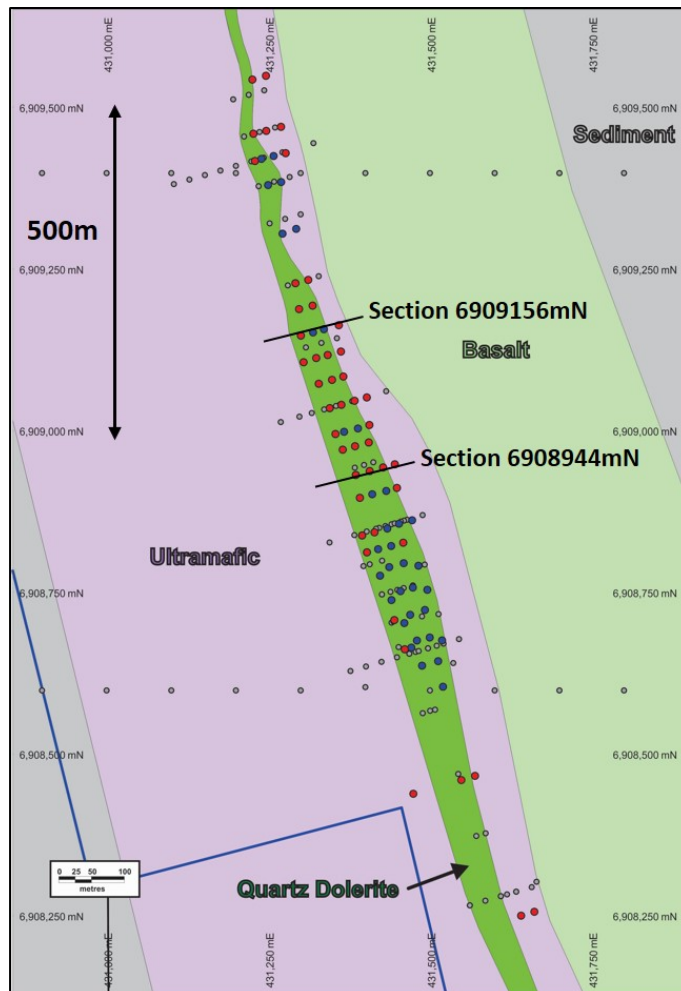 431,000 mE
431,250 mE
431,500 mE
431,750 mE
6,909,500 mN
6,909,500 mN
Sediment
500m
6,909,250 mN
6,909,250 mN
Section 6909156mN
Basalt
6,909,000 mN
6,909,000 mN
Section 6908944mN
Ultramafic
6,908,750 mN
6,908,750 mN
6,908,500 mN
6,908,500 mN
0 25 50 100
metres
Quartz Dolerite
6,908,250 mN
6,908,250 mN
431,000 mE
431,250 mE
431,500 mE
431,750 mE